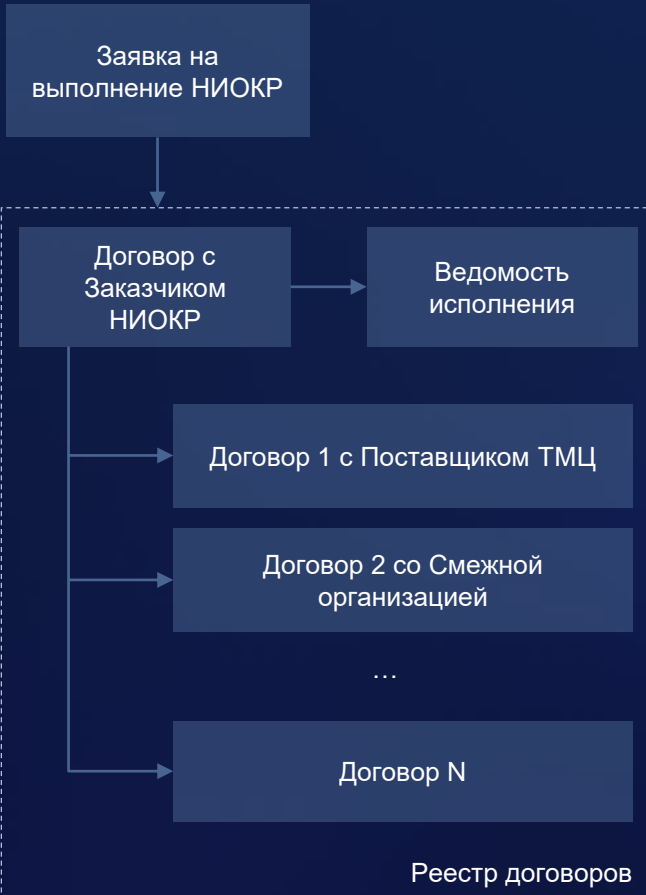 Заявка на
выполнение НИОКР
Договор с
Заказчиком
НИОКР
Ведомость
исполнения
Договор 1 с Поставщиком ТМЦ
Договор 2 со Смежной
организацией
…
Договор N
Реестр договоров